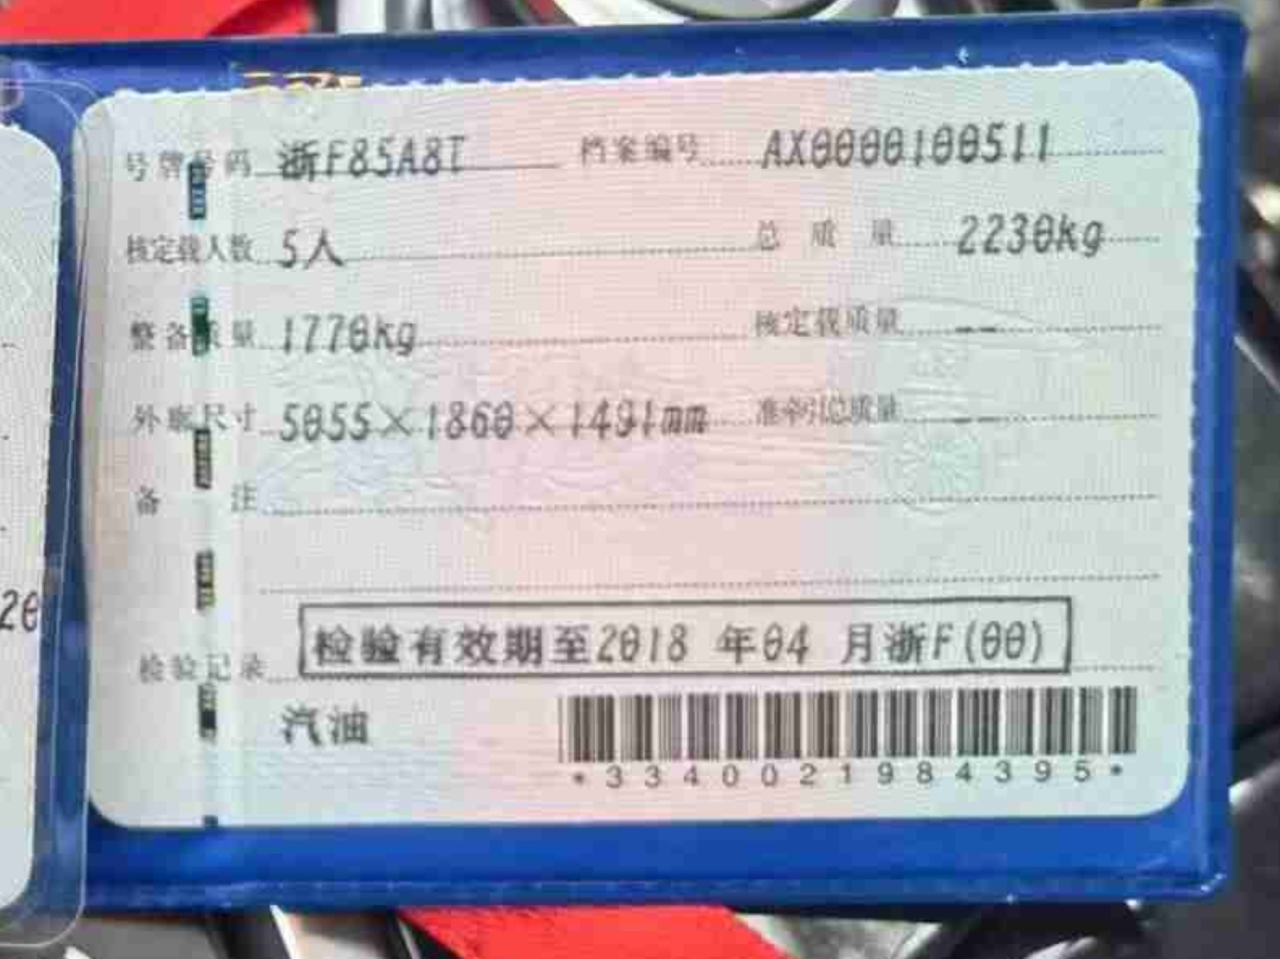 号牌号码 浙F85A8T 档案编号 AX0000100511
核定载人数 5人 总质量 2230kg
整备质量 1770kg 核定载质量 --
外廓尺寸 5055×1860×1491mm 准牵引总质量 --
备注
20
检验记录 检验有效期至2018 年04 月浙F(00)
汽油
*3340021984395*